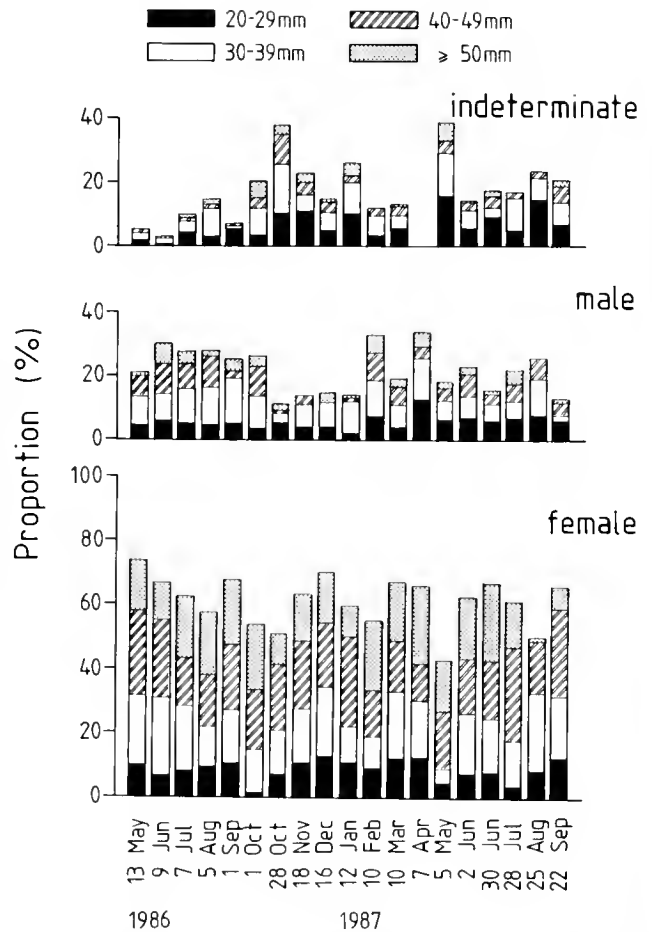 20-29mm 40-49mm
30-39mm ⩾ 50mm
indeterminate
40
20
0
male
40
20
0
Proportion (%)
female
100
80
60
40
20
0
13 May
9 Jun
7 Jul
5 Aug
1 Sep
1 Oct
28 Oct
18 Nov
16 Dec
12 Jan
10 Feb
10 Mar
7 Apr
5 May
2 Jun
30 Jun
28 Jul
25 Aug
22 Sep
1986 1987